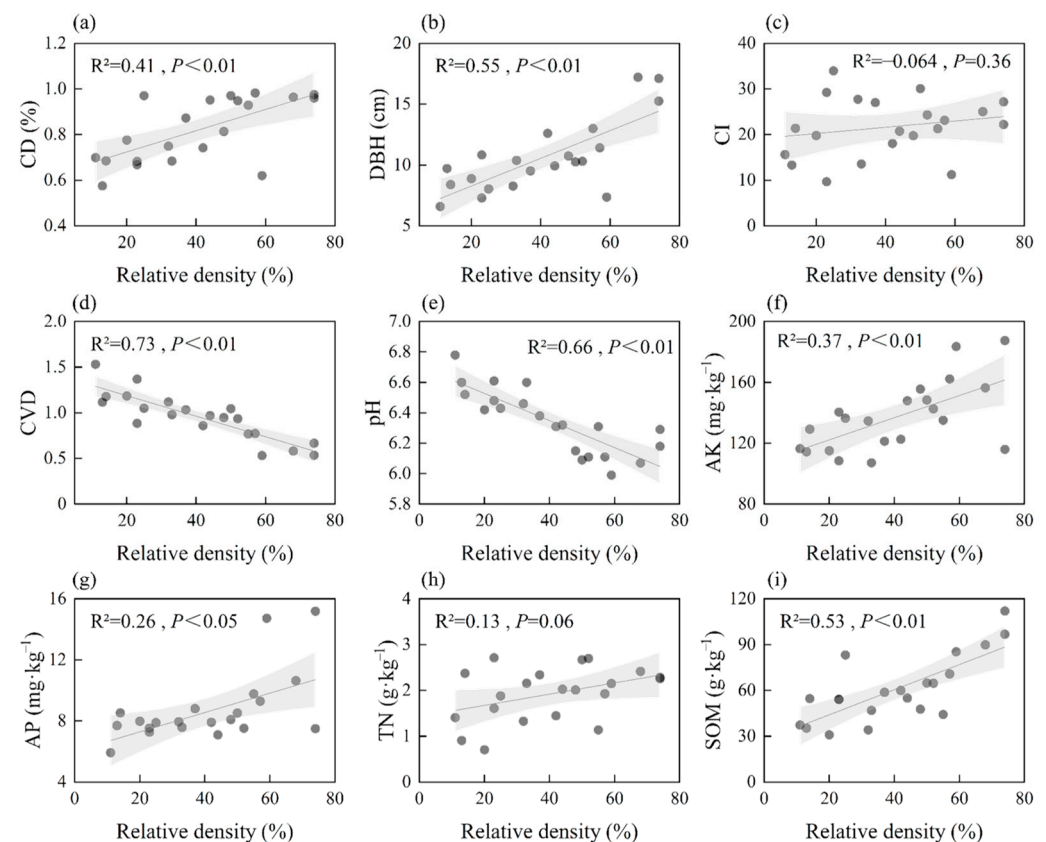 (a)
1.2
R²=0.41 , P<0.01
1.0
0.8
0.6
0.4
20 40 60 80
CD (%)
Relative density (%)
(b)
20
R²=0.55 , P<0.01
15
10
5
20 40 60 80
DBH (cm)
Relative density (%)
(c)
40
R²=−0.064 , P=0.36
30
20
10
0
0 20 40 60 80
CI
Relative density (%)
(d)
2.0
R²=0.73 , P<0.01
1.5
1.0
0.5
0
20 40 60 80
CVD
Relative density (%)
(e)
7.0
R²=0.66 , P<0.01
6.8
6.6
6.4
6.2
6.0
5.8
0 20 40 60 80
pH
Relative density (%)
(f)
200
R²=0.37 , P<0.01
160
120
80
0 20 40 60 80
AK (mg·kg⁻¹)
Relative density (%)
(g)
16
R²=0.26 , P<0.05
12
8
4
0 20 40 60 80
AP (mg·kg⁻¹)
Relative density (%)
(h)
4
R²=0.13 , P=0.06
3
2
1
0
0 20 40 60 80
TN (g·kg⁻¹)
Relative density (%)
(i)
120
R²=0.53 , P<0.01
90
60
30
0
0 20 40 60 80
SOM (g·kg⁻¹)
Relative density (%)